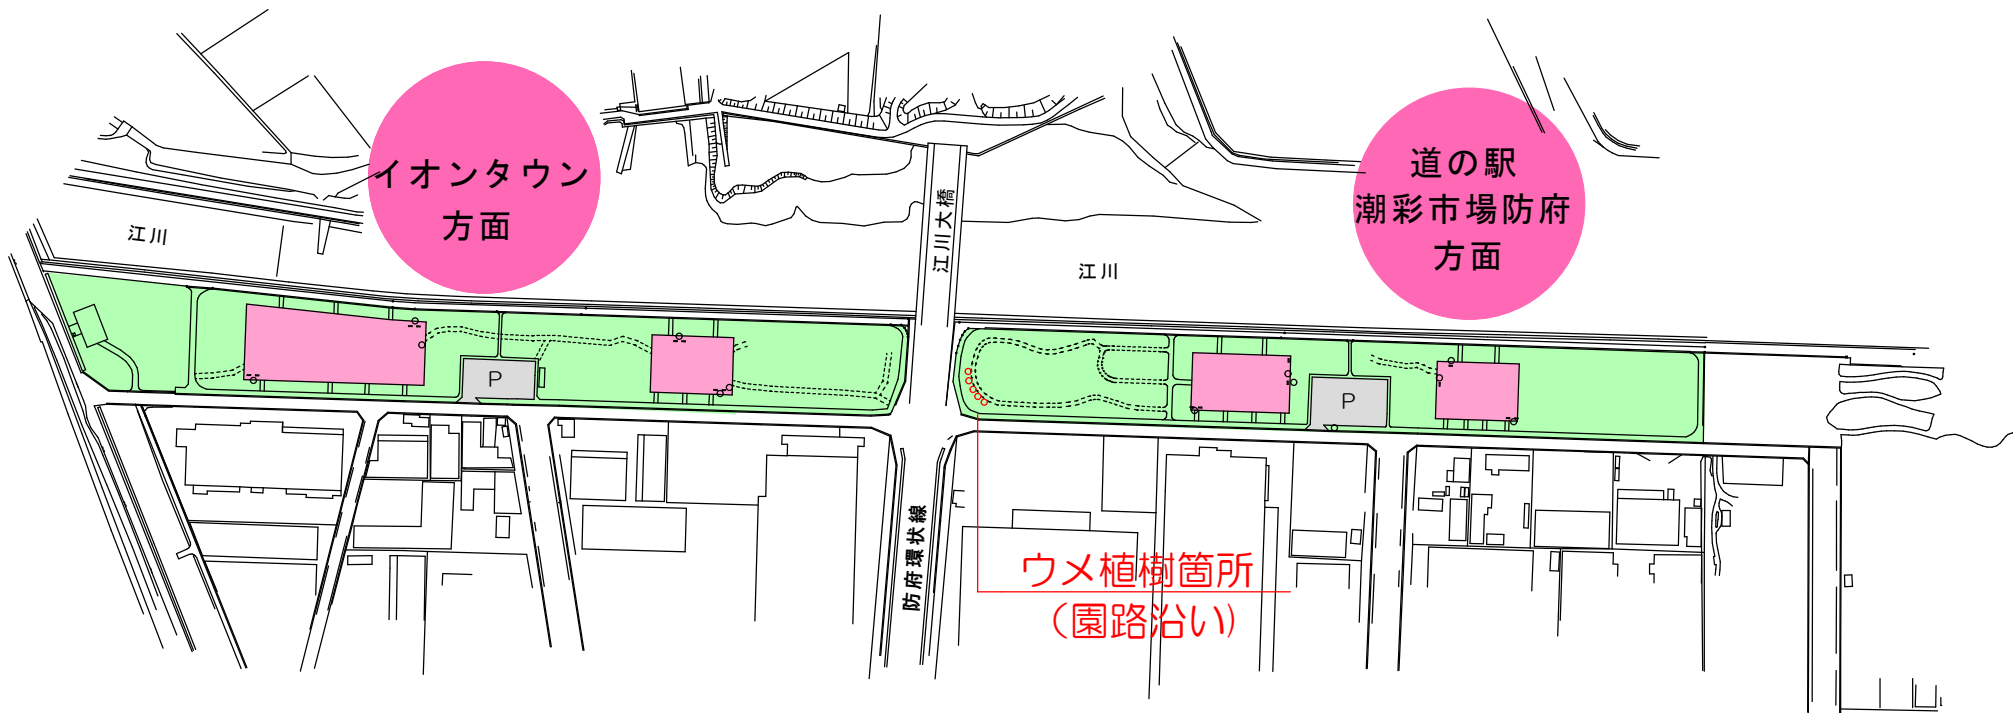 イオンタウン
方面
道の駅
潮彩市場防府
方面
江川
江川大橋
江川
P
P
防府環状線
ウメ植樹箇所
（園路沿い）